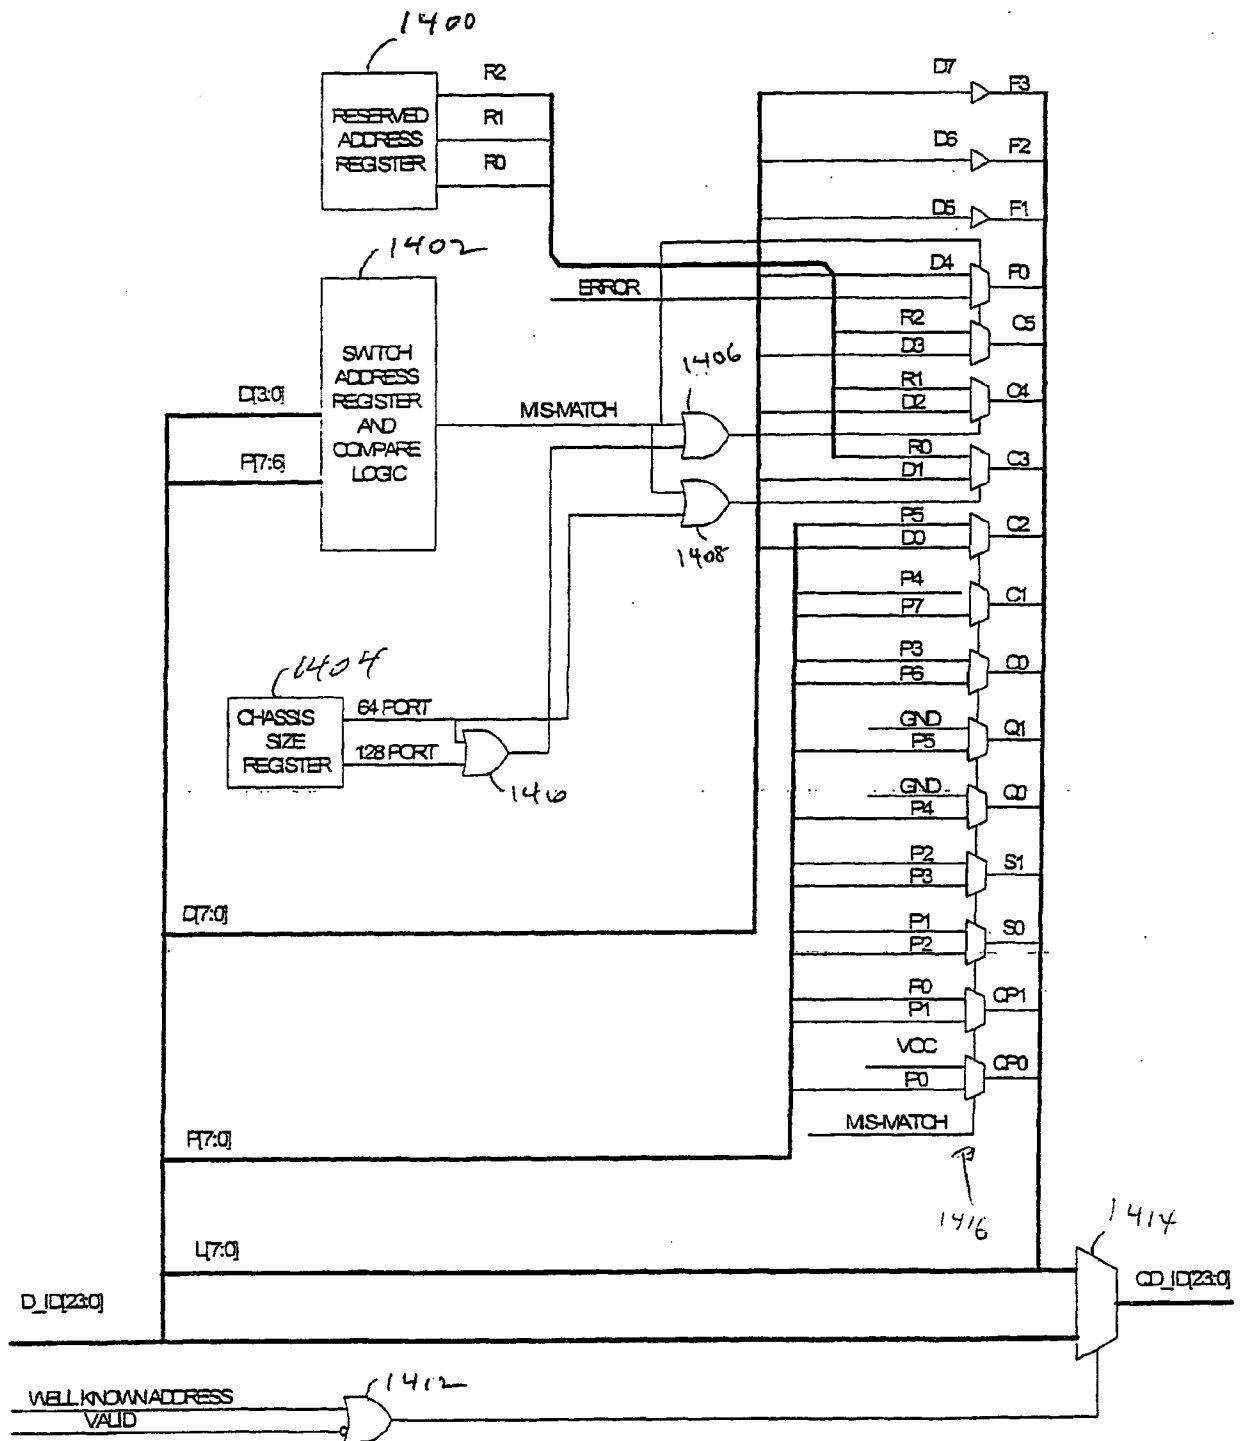 1400
R2
RESERVED
ADDRESS
REGISTER
R1
R0
1402
SWITCH
ADDRESS
REGISTER
AND
COMPARE
LOGIC
D[3:0]
P[7:6]
MIS-MATCH
ERROR
1406
1408
1404
CHASSIS
SIZE
REGISTER
64 PORT
128 PORT
1410
D7
F3
D6
F2
D5
F1
D4
F0
R2
D3
C5
R1
D2
C4
R0
D1
C3
P5
D0
C2
P4
P7
C1
P3
P6
C0
GND
P5
Q1
GND
P4
Q0
P2
P3
S1
P1
P2
S0
P0
P1
QP1
VCC
P0
QP0
MIS-MATCH
1416
D[7:0]
P[7:0]
L[7:0]
1414
D_ID[23:0]
QD_ID[23:0]
WELL KNOWN ADDRESS
VALID
1412